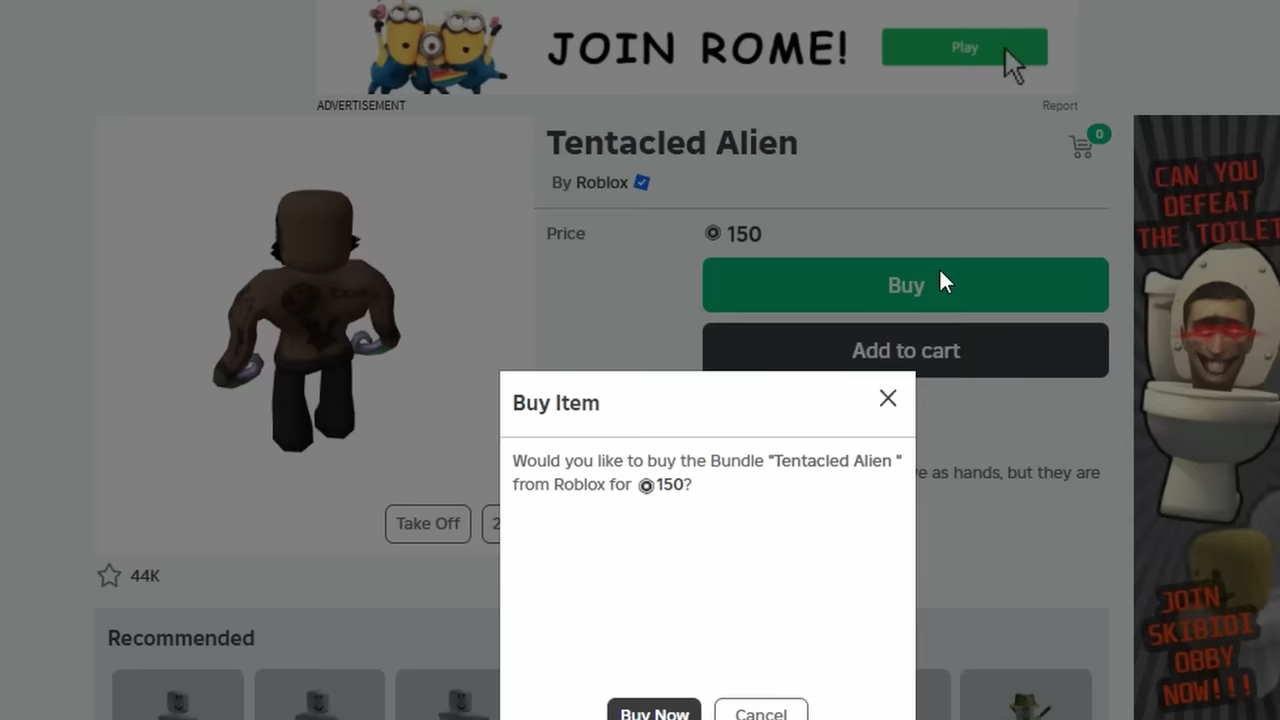 JOIN ROME!
Play
ADVERTISEMENT
Report
Tentacled Alien
0
By Roblox
Price
150
Buy
Add to cart
CAN YOU
DEFEAT
THE TOILET
Buy Item
Would you like to buy the Bundle "Tentacled Alien "
from Roblox for 150?
as hands, but they are
Take Off
2
44K
Recommended
Buy Now
Cancel
JOIN
SKIBIDI
OBBY
NOW!!!